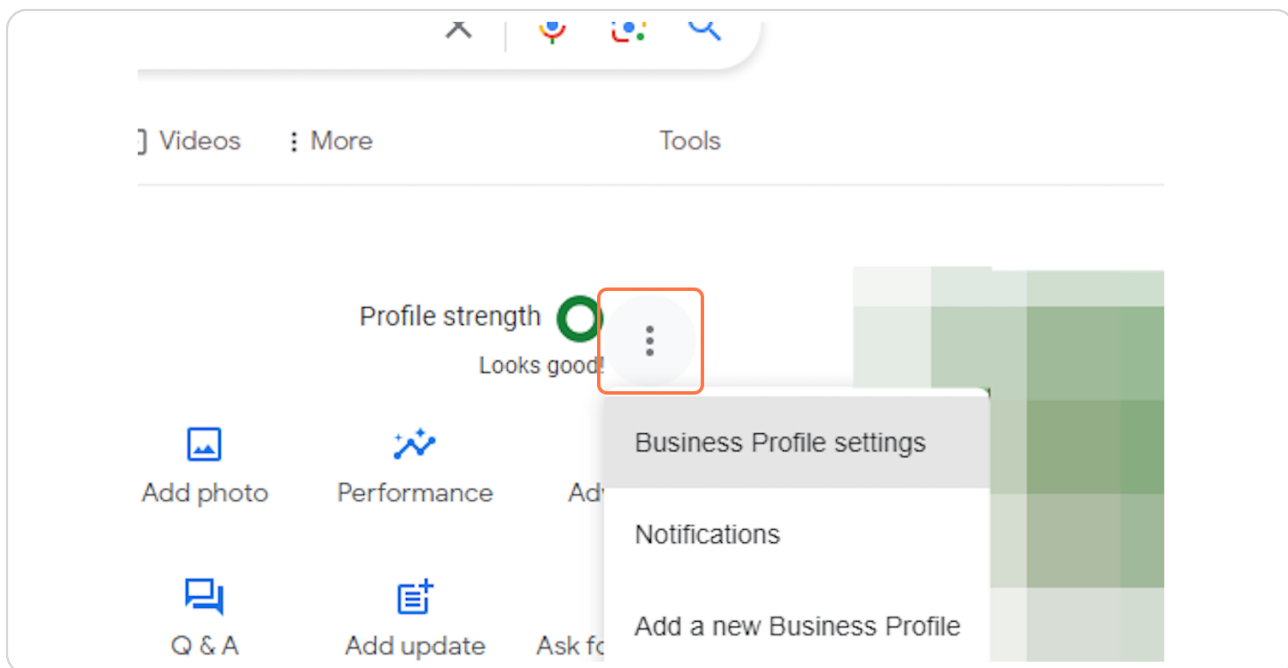 Videos
More
Tools
Profile strength
Looks good!
Business Profile settings
Add photo
Performance
Notifications
Q & A
Add update
Add a new Business Profile